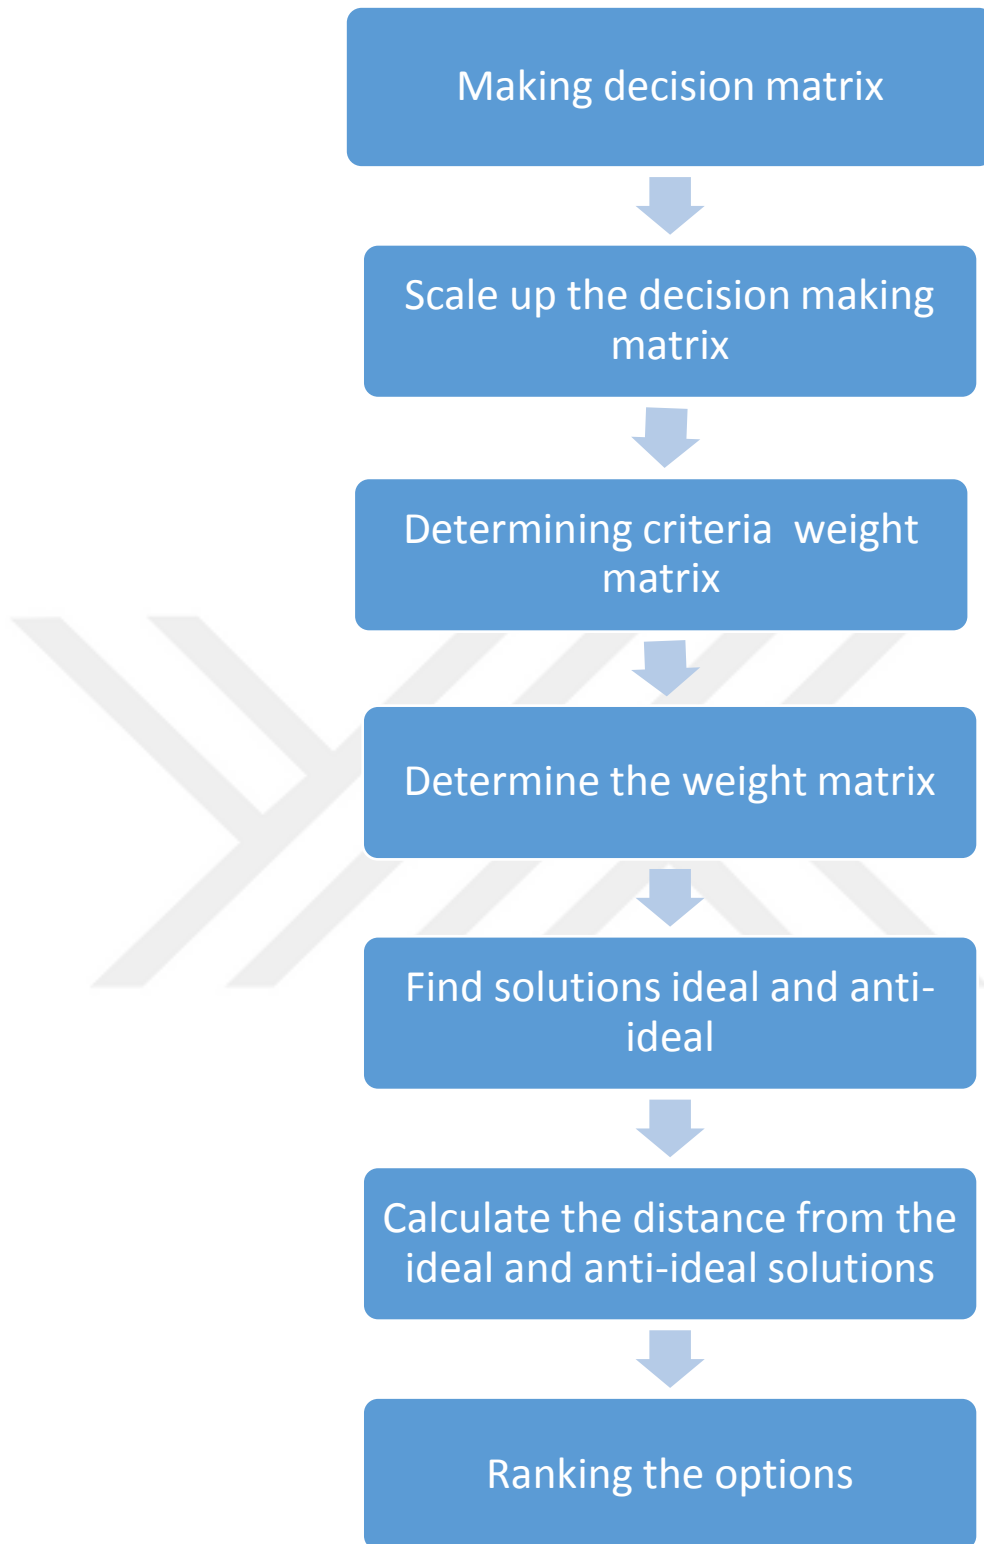 Making decision matrix
Scale up the decision making
matrix
Determining criteria  weight
matrix
Determine the weight matrix
Find solutions ideal and anti-
ideal
Calculate the distance from the
ideal and anti-ideal solutions
Ranking the options